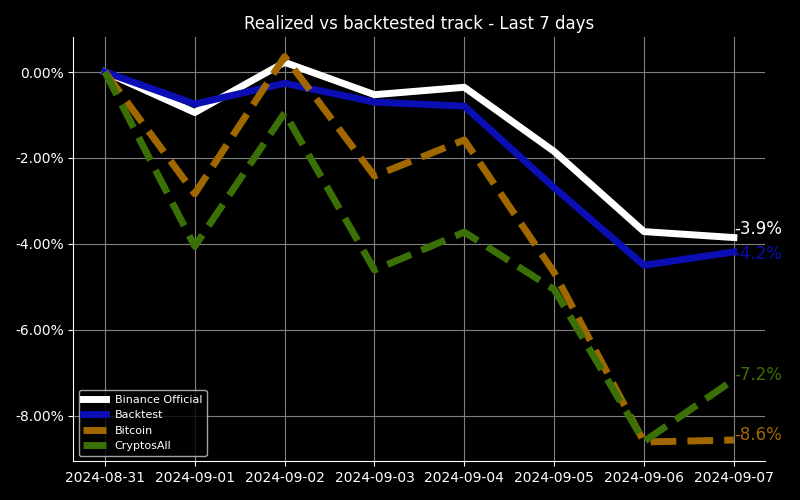 Realized vs backtested track - Last 7 days
0.00%
-2.00%
-4.00%
-6.00%
-8.00%
-3.9%
-4.2%
-7.2%
-8.6%
Binance Official
Backtest
Bitcoin
CryptosAll
2024-08-31 2024-09-01 2024-09-02 2024-09-03 2024-09-04 2024-09-05 2024-09-06 2024-09-07